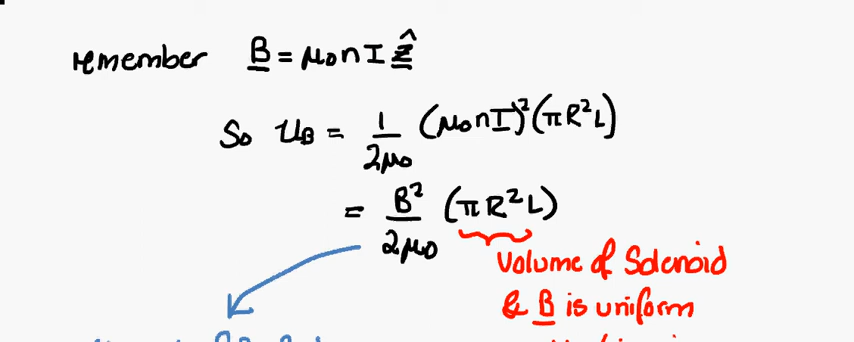 remember B = μ₀nI ẑ
So U_B = 1/2μ₀ (μ₀nI)² (πR²L)
= B²/2μ₀ (πR²L)
Volume of Solenoid
& B is uniform